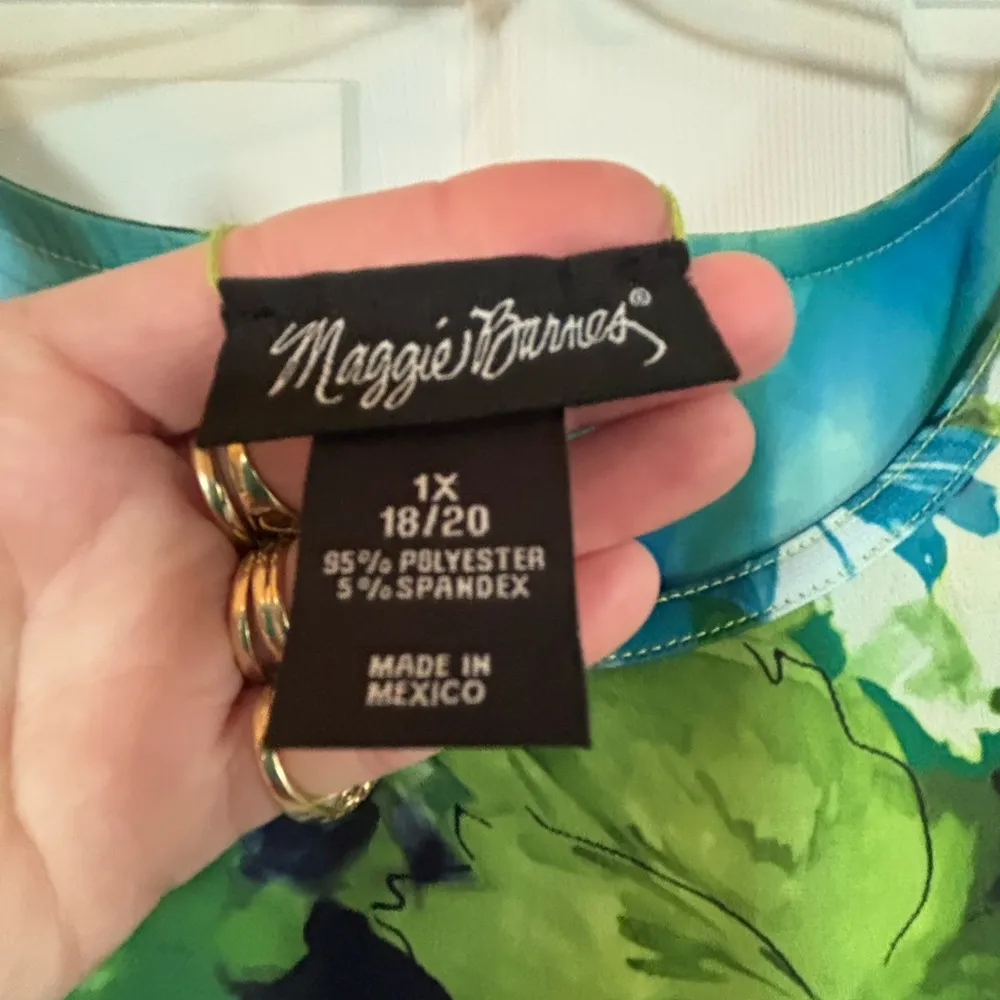 Maggie Barnes®
1X
18/20
95% POLYESTER
5% SPANDEX
MADE IN
MEXICO